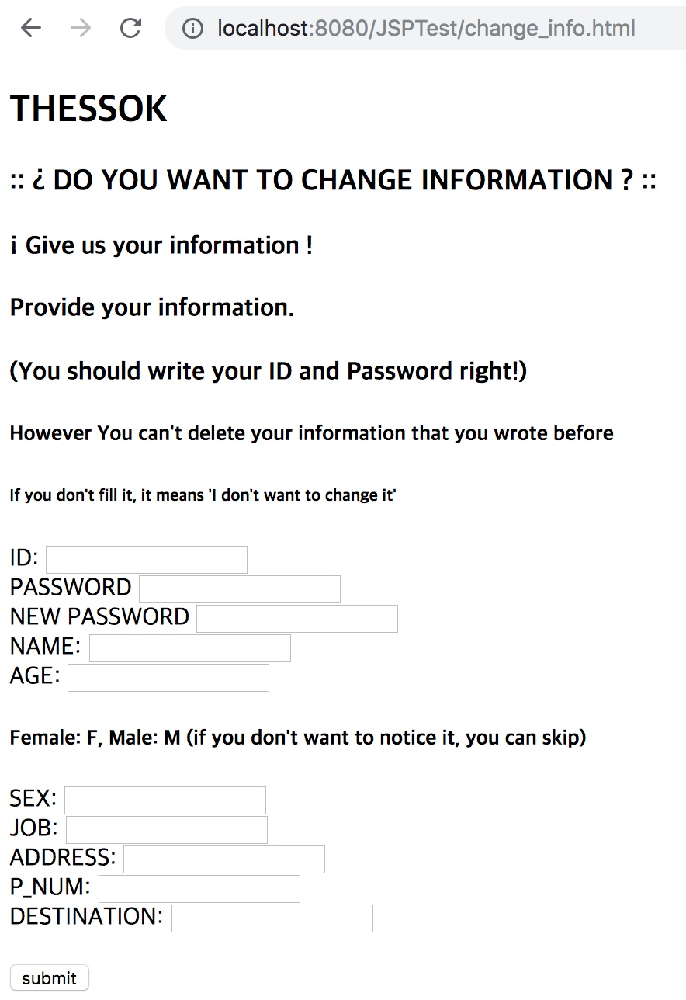 localhost:8080/JSPTest/change_info.html
THESSOK
:: ¿ DO YOU WANT TO CHANGE INFORMATION ? ::
¡ Give us your information !
Provide your information.
(You should write your ID and Password right!)
However You can't delete your information that you wrote before
If you don't fill it, it means 'I don't want to change it'
ID:
PASSWORD
NEW PASSWORD
NAME:
AGE:
Female: F, Male: M (if you don't want to notice it, you can skip)
SEX:
JOB:
ADDRESS:
P_NUM:
DESTINATION:
submit